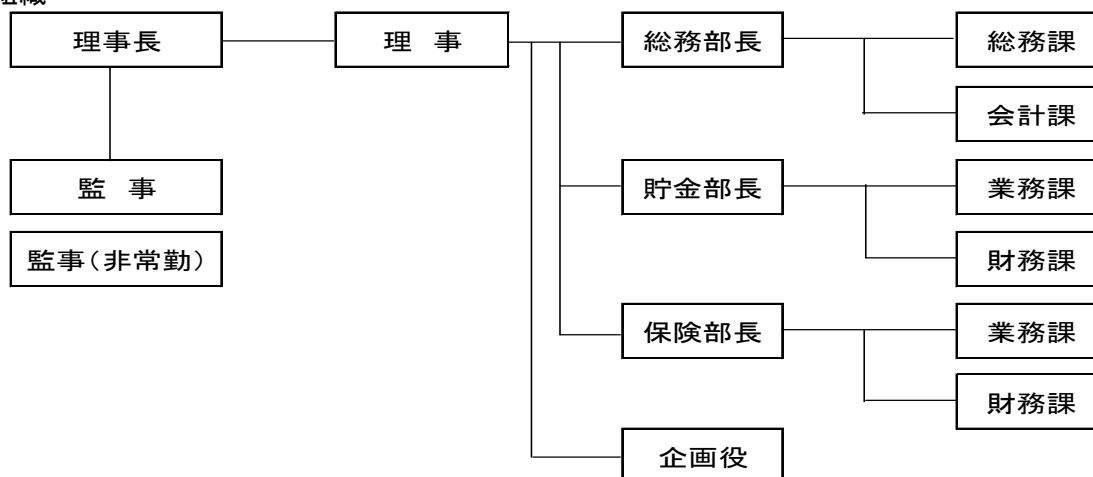 理事長
理 事
総務部長
総務課
会計課
監 事
貯金部長
業務課
監事(非常勤)
財務課
保険部長
業務課
財務課
企画役